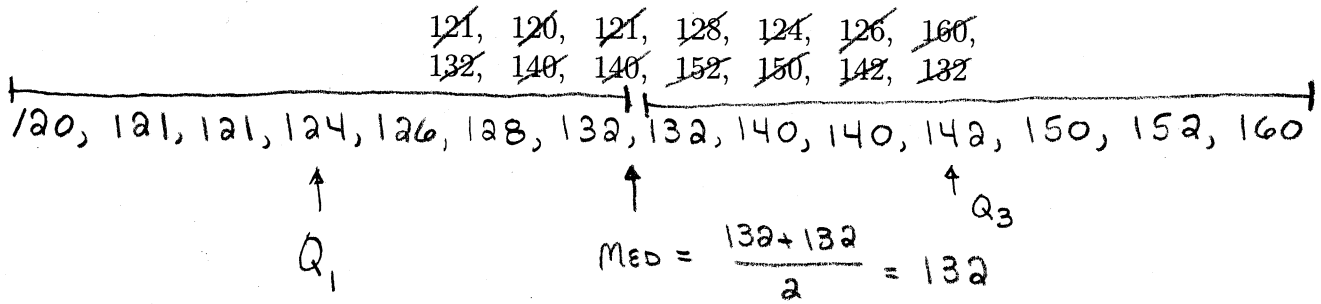 121, 120, 121, 128, 124, 126, 160,
132, 140, 140, 152, 150, 142, 132
120, 121, 121, 124, 126, 128, 132, 132, 140, 140, 142, 150, 152, 160
Q1
MED = 132+132/2 = 132
Q3